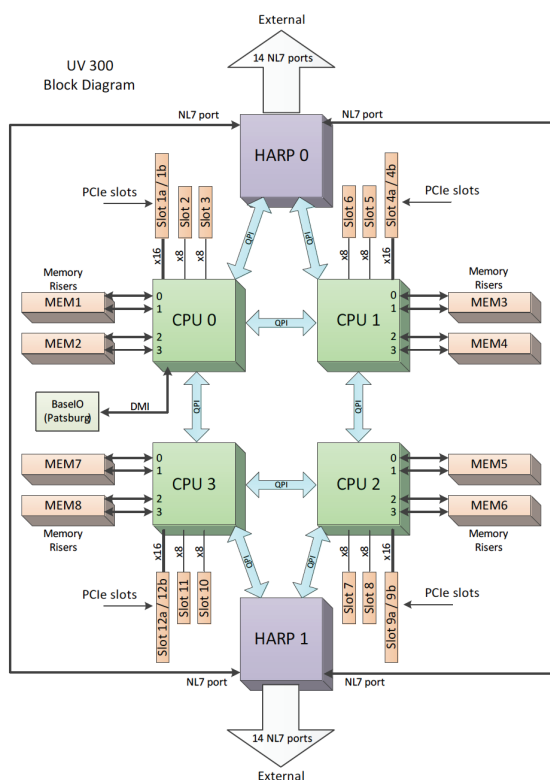 External
14 NL7 ports
UV 300
Block Diagram
NL7 port
NL7 port
HARP 0
PCIe slots
Slot 1a / 1b
Slot 2
Slot 3
Slot 6
Slot 5
Slot 4a / 4b
PCIe slots
x16
x8
x8
QPI
QPI
x8
x8
x16
Memory
Risers
MEM1
MEM2
0
1
2
3
CPU 0
QPI
CPU 1
0
1
2
3
Memory
Risers
MEM3
MEM4
BaseIO
(Patsburg)
DMI
QPI
QPI
MEM7
MEM8
Memory
Risers
0
1
2
3
CPU 3
QPI
CPU 2
0
1
2
3
MEM5
MEM6
Memory
Risers
x16
x8
x8
QPI
QPI
x8
x8
x16
PCIe slots
Slot 12a / 12b
Slot 11
Slot 10
Slot 7
Slot 8
Slot 9a / 9b
PCIe slots
HARP 1
NL7 port
NL7 port
14 NL7 ports
External